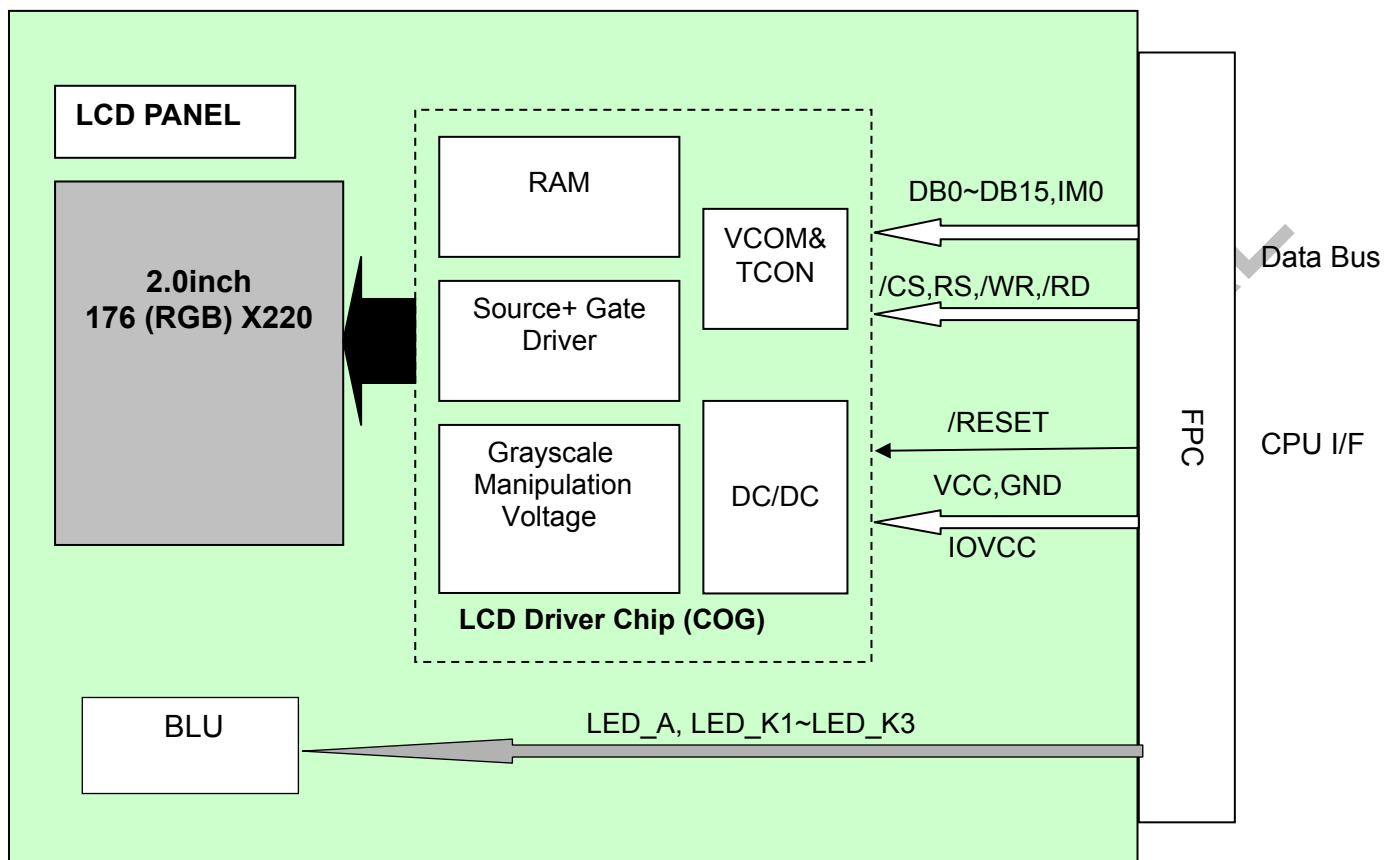 LCD PANEL
2.0inch
176 (RGB) X220
RAM
Source+ Gate
Driver
Grayscale
Manipulation
Voltage
VCOM&
TCON
DC/DC
LCD Driver Chip (COG)
DB0~DB15,IM0
/CS,RS,/WR,/RD
/RESET
VCC,GND
IOVCC
FPC
Data Bus
CPU I/F
BLU
LED_A, LED_K1~LED_K3